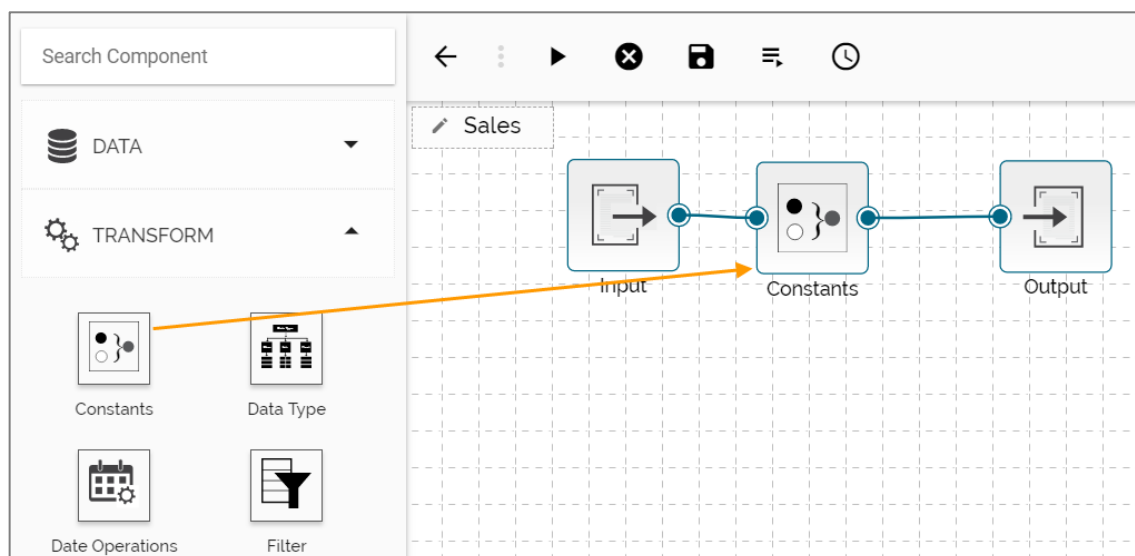 Search Component
DATA
TRANSFORM
Constants
Data Type
Date Operations
Filter
Sales
Input
Constants
Output